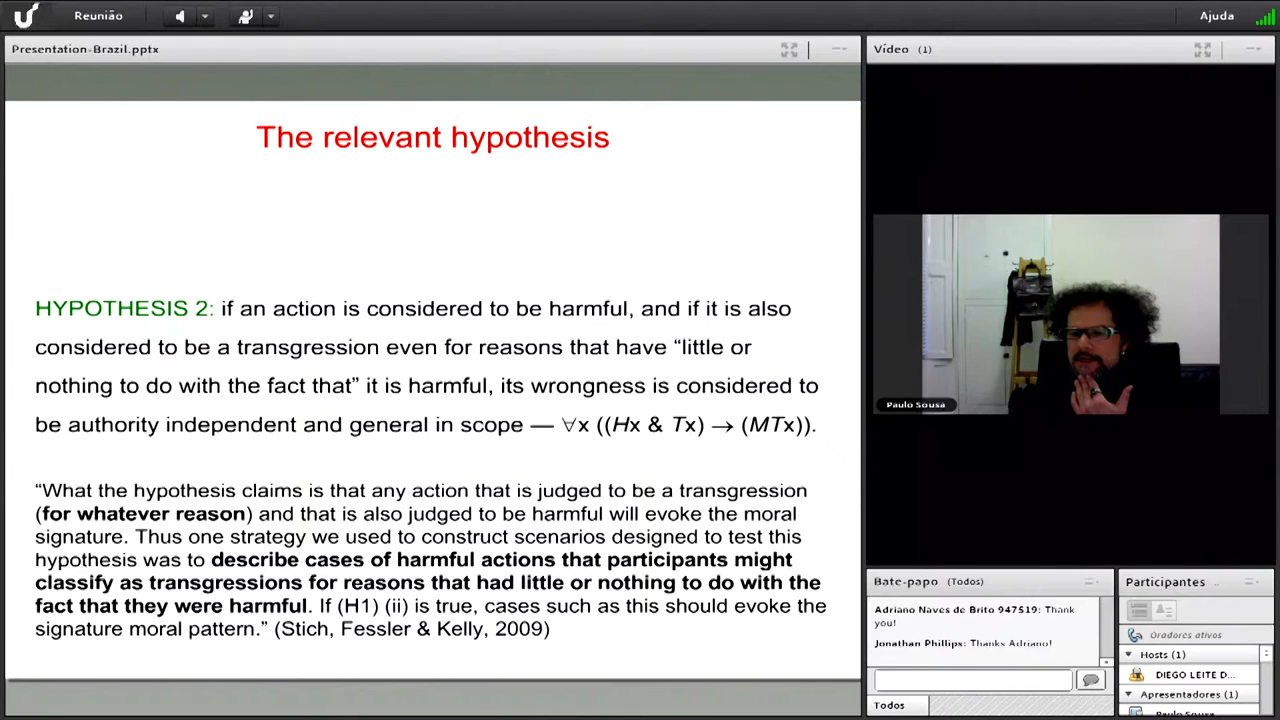 Reunião
Ajuda
Presentation-Brazil.pptx
The relevant hypothesis
HYPOTHESIS 2: if an action is considered to be harmful, and if it is also
considered to be a transgression even for reasons that have “little or
nothing to do with the fact that” it is harmful, its wrongness is considered to
be authority independent and general in scope — ∀x ((Hx & Tx) → (MTx)).
“What the hypothesis claims is that any action that is judged to be a transgression
(for whatever reason) and that is also judged to be harmful will evoke the moral
signature. Thus one strategy we used to construct scenarios designed to test this
hypothesis was to describe cases of harmful actions that participants might
classify as transgressions for reasons that had little or nothing to do with the
fact that they were harmful. If (H1) (ii) is true, cases such as this should evoke the
signature moral pattern.” (Stich, Fessler & Kelly, 2009)
Vídeo (1)
Paulo Sousa
Bate-papo (Todos)
Adriano Naves de Brito 947519: Thank
you!
Jonathan Phillips: Thanks Adriano!
Todos
Participantes ..
Oradores ativos
Hosts (1)
DIEGO LEITE D...
Apresentadores (1)
Paulo Sousa